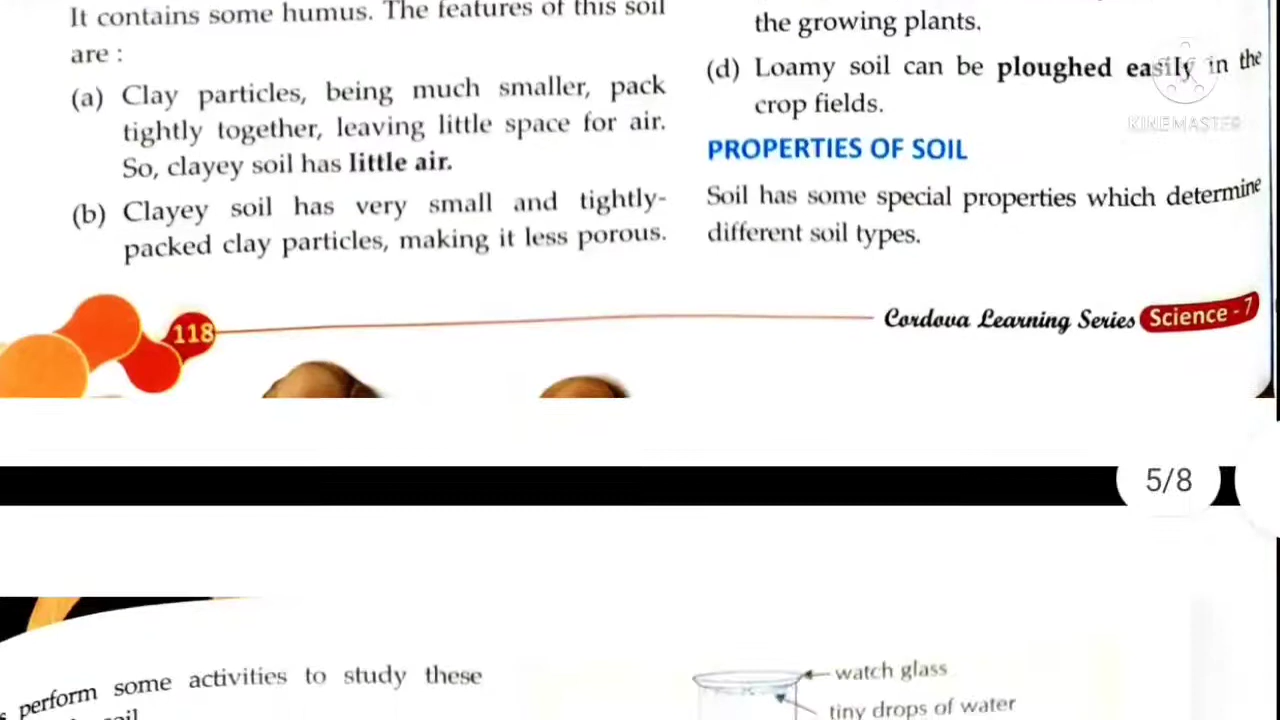 It contains some humus. The features of this soil
are :
(a) Clay particles, being much smaller, pack
tightly together, leaving little space for air.
So, clayey soil has little air.
(b) Clayey soil has very small and tightly-
packed clay particles, making it less porous.
the growing plants.
(d) Loamy soil can be ploughed easily in the
crop fields.
PROPERTIES OF SOIL
Soil has some special properties which determine
different soil types.
KINEMASTER
118
Cordova Learning Series Science - 7
5/8
perform some activities to study these
soil
watch glass
tiny drops of water